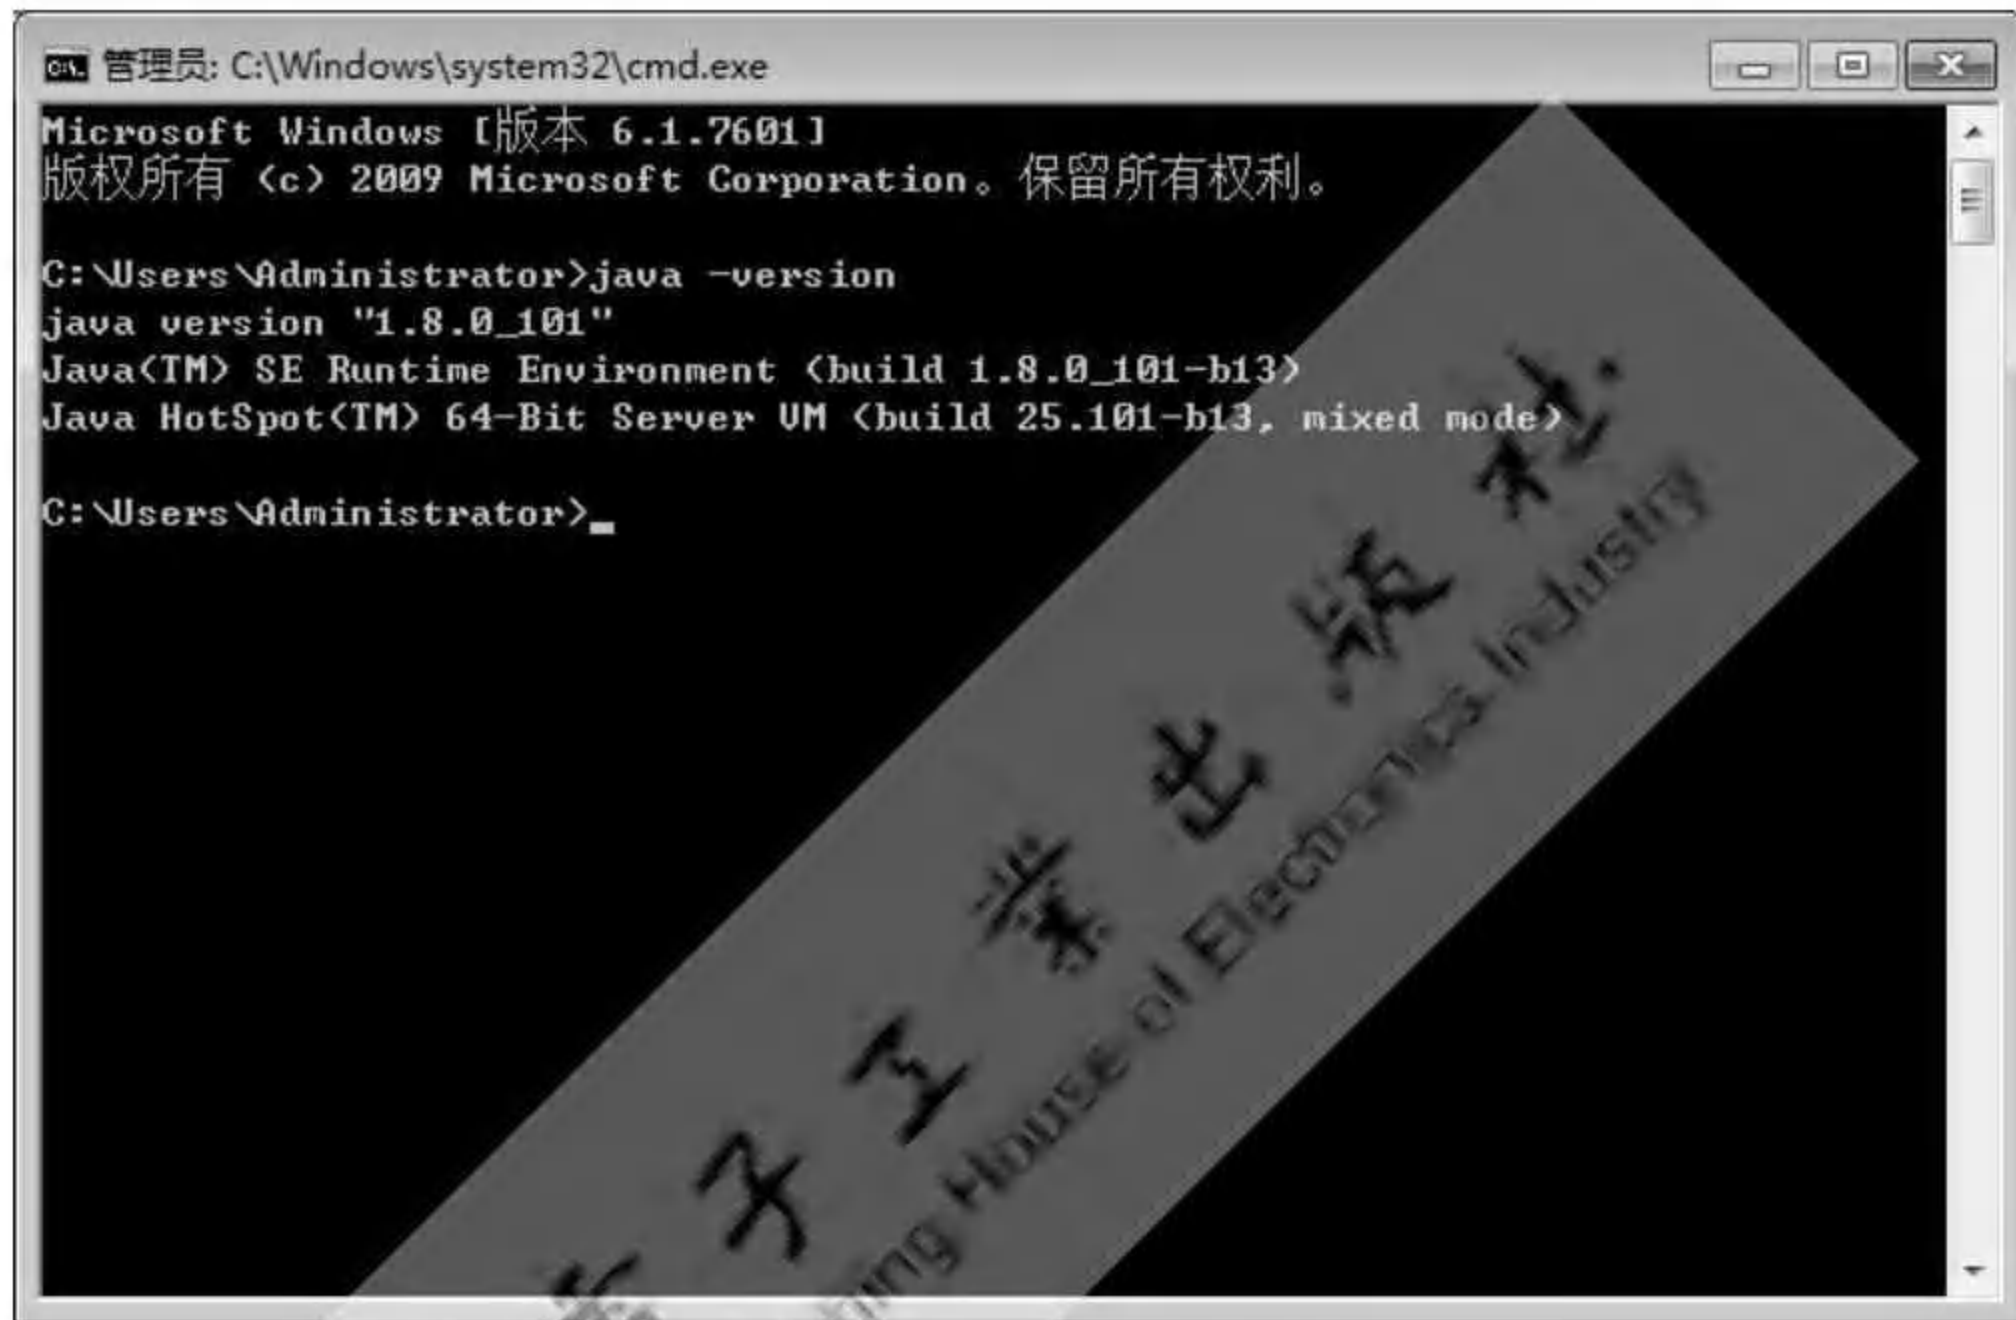 管理员: C:\Windows\system32\cmd.exe
Microsoft Windows [版本 6.1.7601]
版权所有 (c) 2009 Microsoft Corporation。保留所有权利。
C:\Users\Administrator>java -version
java version "1.8.0_101"
Java(TM) SE Runtime Environment (build 1.8.0_101-b13)
Java HotSpot(TM) 64-Bit Server VM (build 25.101-b13, mixed mode)
C:\Users\Administrator>
子工業出版社
House of Electronics Industry